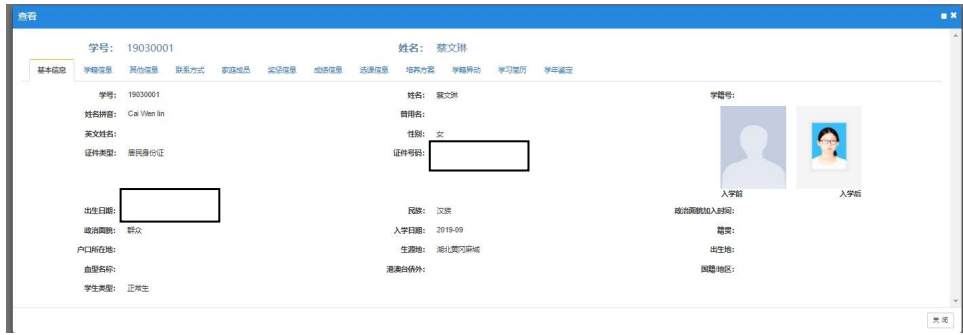 查看
学号： 19030001 姓名： 蔡文琳
基本信息 学籍信息 其他信息 联系方式 家庭成员 奖惩信息 成绩信息 选课信息 培养方案 学籍异动 学习简历 学年鉴定
学号： 19030001 姓名： 蔡文琳 学籍号：
姓名拼音： Cai Wen lin 曾用名：
英文姓名： 性别： 女
证件类型： 居民身份证 证件号码：
入学前 入学后
出生日期： 民族： 汉族 政治面貌加入时间：
政治面貌： 群众 入学日期： 2019-09 籍贯：
户口所在地： 生源地： 湖北黄冈麻城 出生地：
血型名称： 港澳台侨外： 国籍/地区：
学生类型： 正常生
关闭